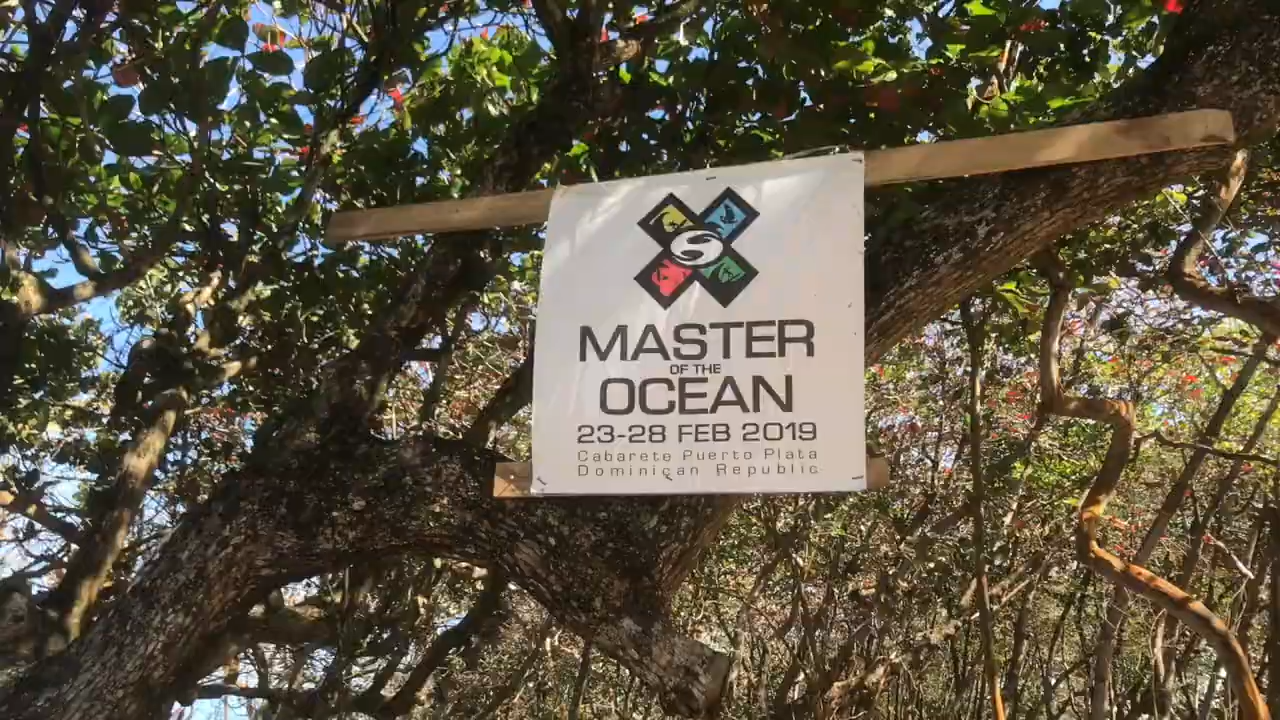 MASTER
OF THE
OCEAN
23-28 FEB 2019
Cabarete Puerto Plata
Dominican Republic